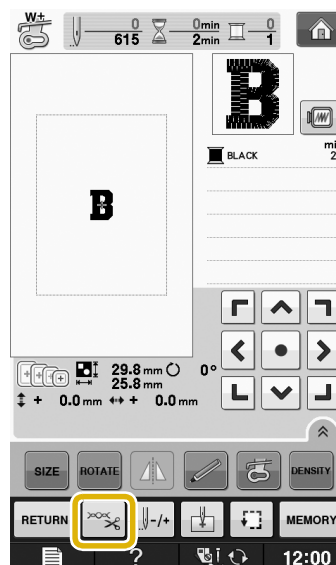 W+
0 0min 0
615 2min 1
B
BLACK
mi
2
B
29.8 mm 0°
25.8 mm
+ 0.0 mm + 0.0 mm
SIZE ROTATE DENSITY
RETURN -/+ MEMORY
? 12:00